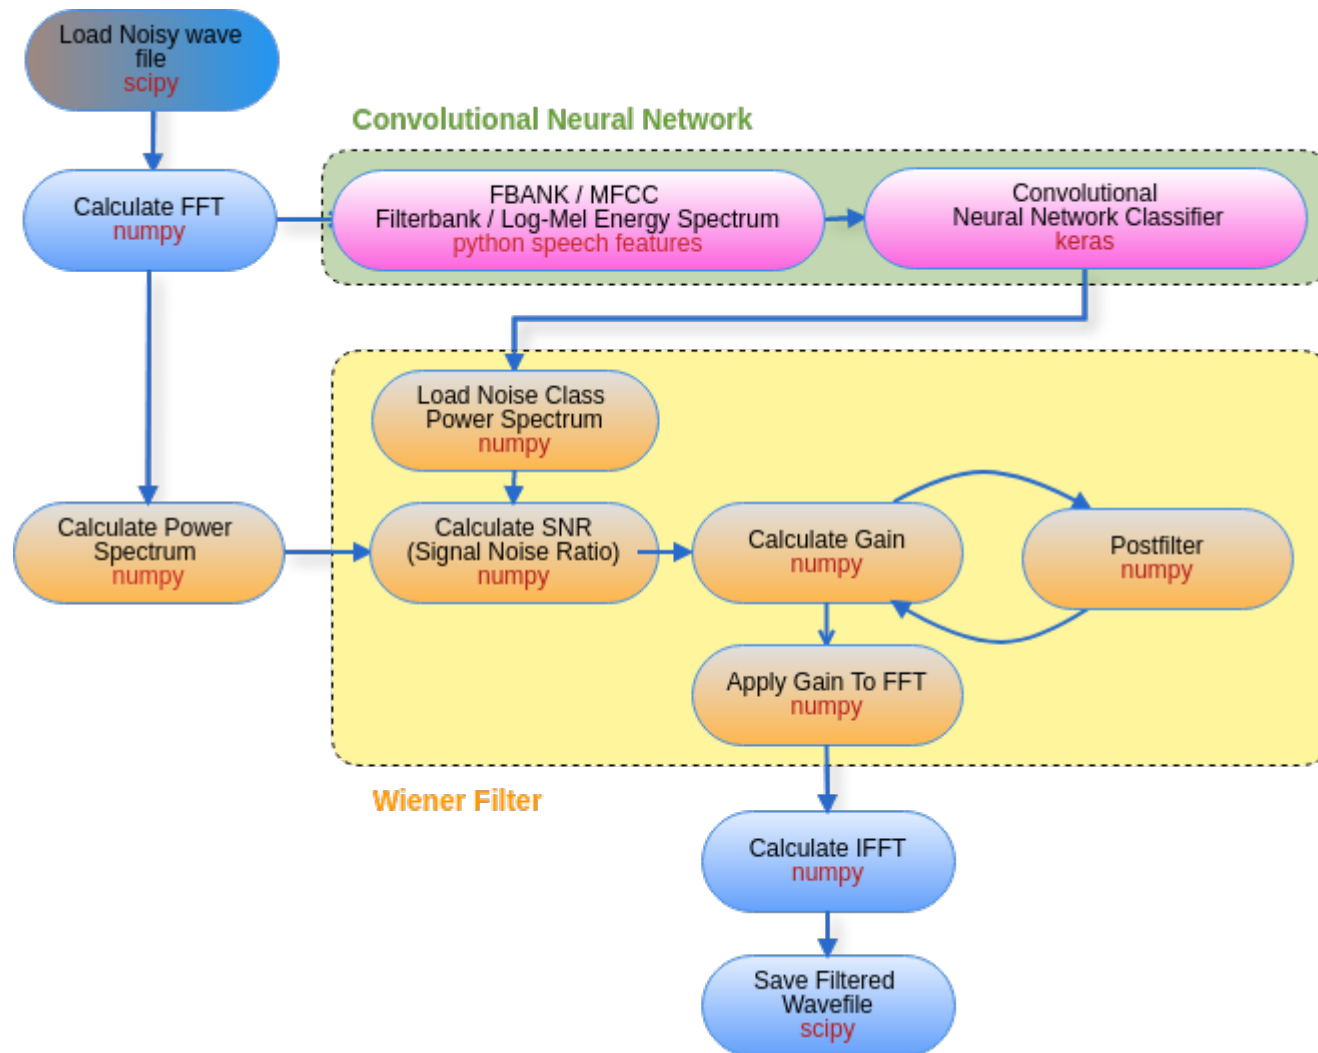 Load Noisy wave
file
scipy
Convolutional Neural Network
Calculate FFT
numpy
FBANK / MFCC
Filterbank / Log-Mel Energy Spectrum
python speech features
Convolutional
Neural Network Classifier
keras
Load Noise Class
Power Spectrum
numpy
Calculate Power
Spectrum
numpy
Calculate SNR
(Signal Noise Ratio)
numpy
Calculate Gain
numpy
Postfilter
numpy
Apply Gain To FFT
numpy
Wiener Filter
Calculate IFFT
numpy
Save Filtered
Wavefile
scipy